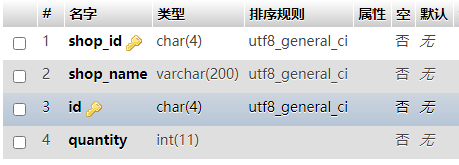 # 名字 类型 排序规则 属性 空 默认
1 shop_id char(4) utf8_general_ci 否 无
2 shop_name varchar(200) utf8_general_ci 否 无
3 id char(4) utf8_general_ci 否 无
4 quantity int(11) 否 无